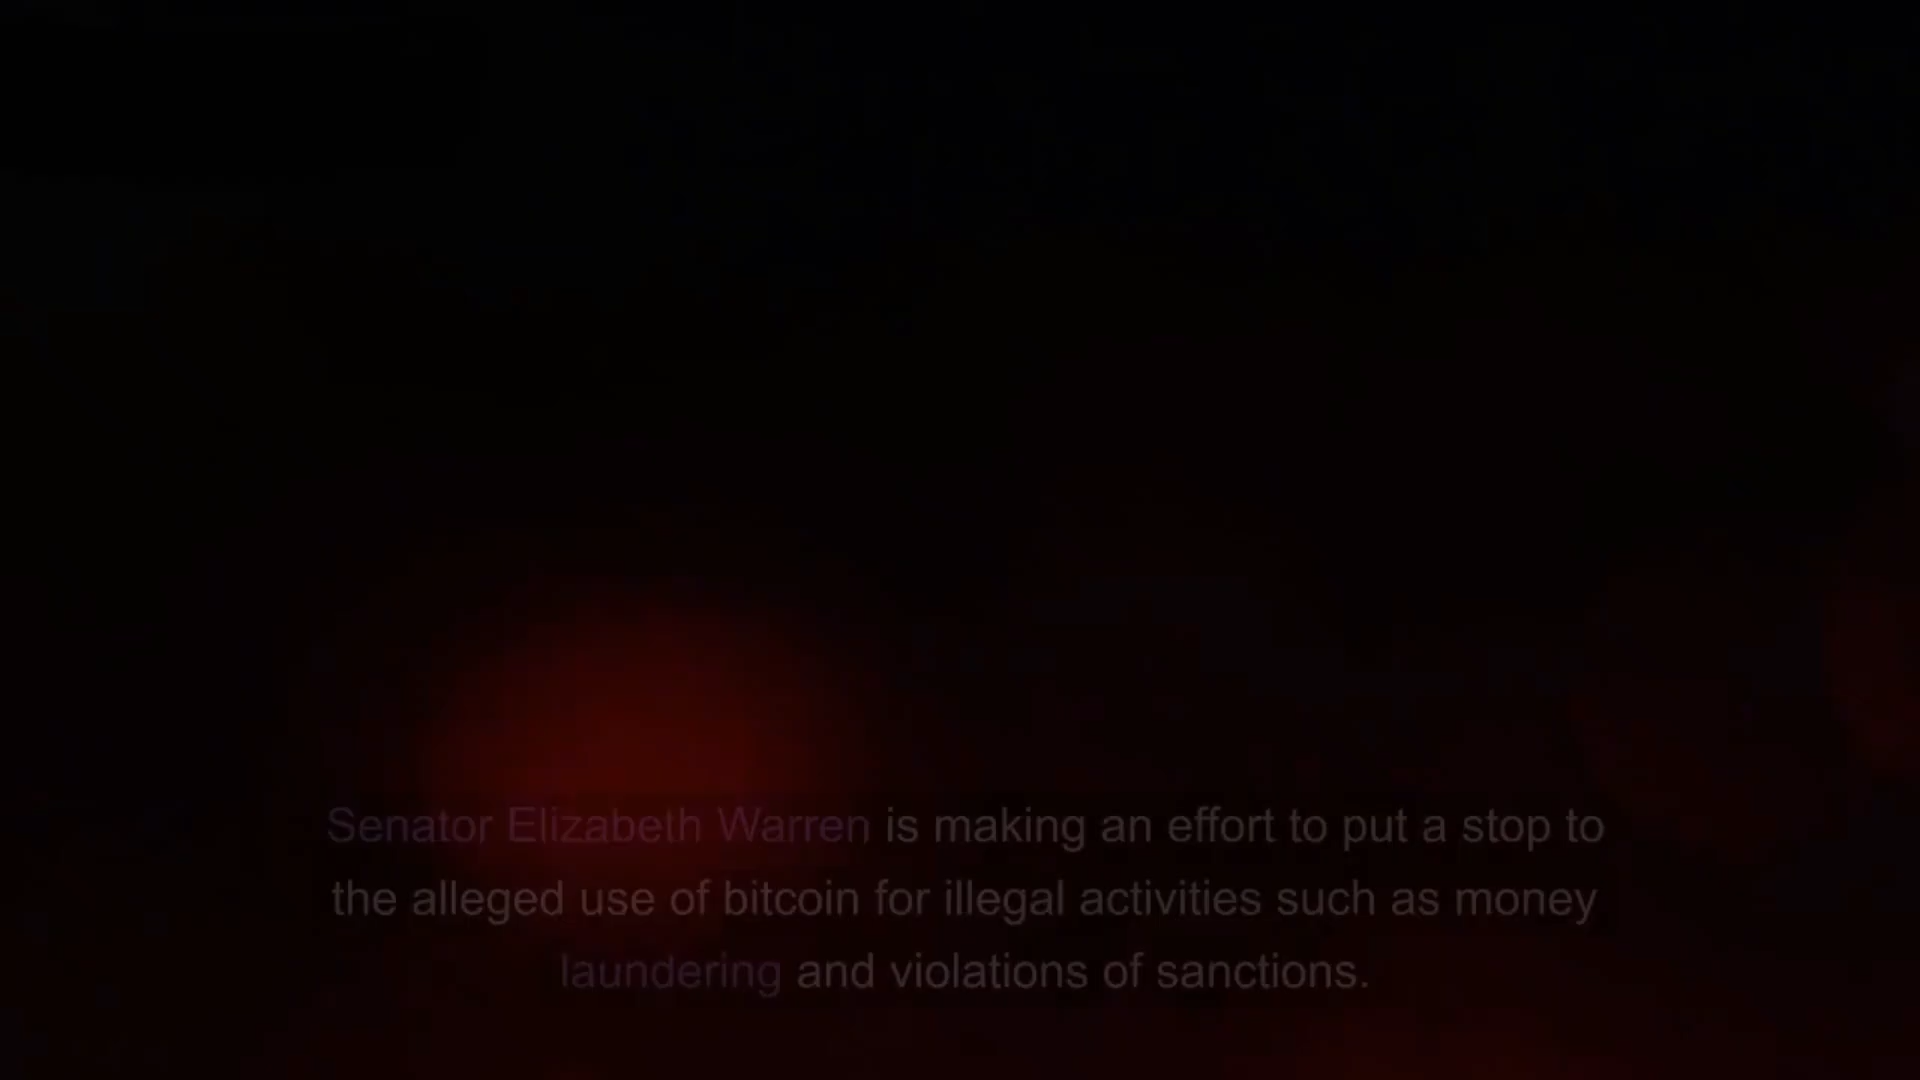 Senator Elizabeth Warren is making an effort to put a stop to
the alleged use of bitcoin for illegal activities such as money
laundering and violations of sanctions.